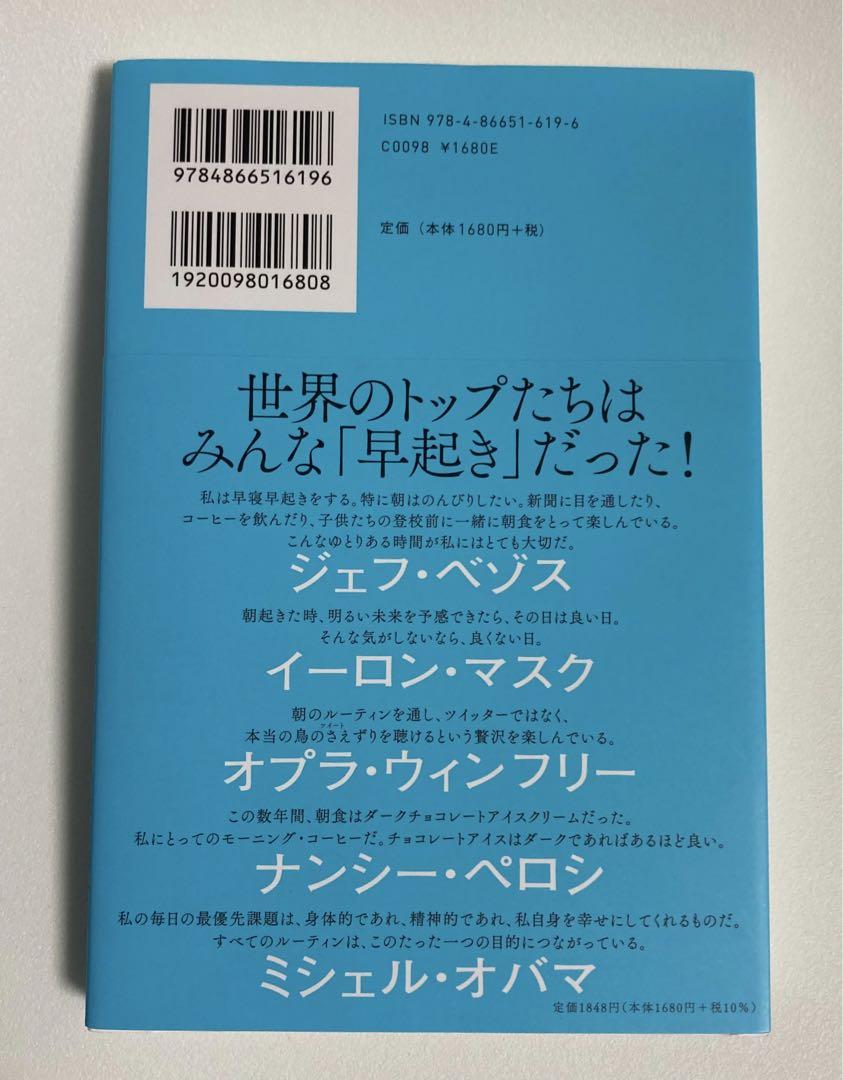 ISBN 978-4-86651-619-6
C0098 ¥1680E
9784866516196
定価（本体1680円＋税）
1920098016808
世界のトップたちは
みんな「早起き」だった！
私は早寝早起きをする。特に朝はのんびりしたい。新聞に目を通したり、
コーヒーを飲んだり、子供たちの登校前に一緒に朝食をとって楽しんでいる。
こんなゆとりある時間が私にはとても大切だ。
ジェフ・ベゾス
朝起きた時、明るい未来を予感できたら、その日は良い日。
そんな気がしないなら、良くない日。
イーロン・マスク
朝のルーティンを通し、ツイッターではなく、
ツイート
本当の鳥のさえずりを聴けるという贅沢を楽しんでいる。
オプラ・ウィンフリー
この数年間、朝食はダークチョコレートアイスクリームだった。
私にとってのモーニング・コーヒーだ。チョコレートアイスはダークであればあるほど良い。
ナンシー・ペロシ
私の毎日の最優先課題は、身体的であれ、精神的であれ、私自身を幸せにしてくれるものだ。
すべてのルーティンは、このたった一つの目的につながっている。
ミシェル・オバマ
定価1848円（本体1680円＋税10％）